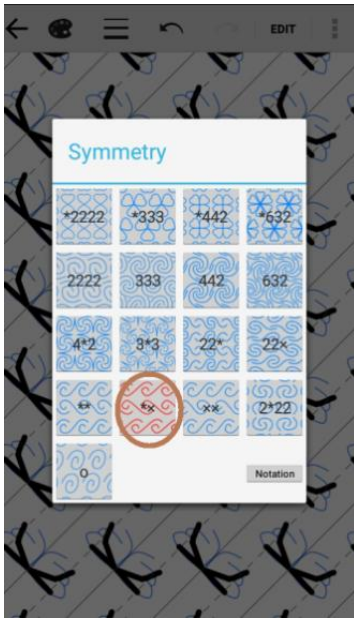 EDIT
Symmetry
*2222 *333 *442 *632
2222 333 442 632
4*2 3*3 22* 22×
** *× ×× 2*22
O
Notation